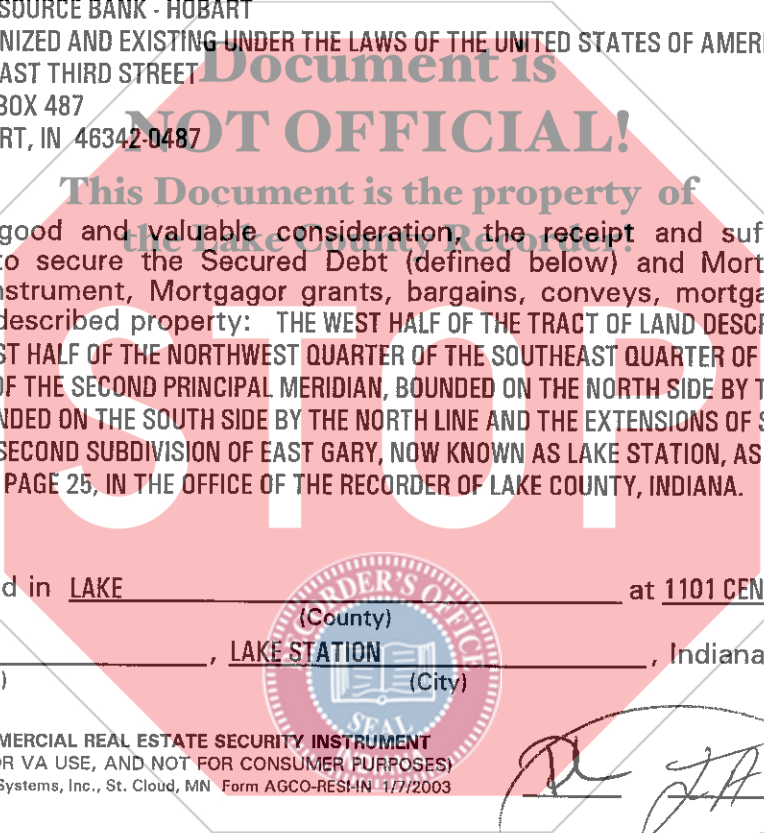 SOURCE BANK - HOBART
NIZED AND EXISTING UNDER THE LAWS OF THE UNITED STATES OF AMERI
AST THIRD STREET
BOX 487
RT, IN 46342-0487
Document is
NOT OFFICIAL!
This Document is the property of
the Lake County Recorder!
good and valuable consideration, the receipt and suf
to secure the Secured Debt (defined below) and Mort
nstrument, Mortgagor grants, bargains, conveys, mortga
described property: THE WEST HALF OF THE TRACT OF LAND DESCR
ST HALF OF THE NORTHWEST QUARTER OF THE SOUTHEAST QUARTER OF
OF THE SECOND PRINCIPAL MERIDIAN, BOUNDED ON THE NORTH SIDE BY T
NDED ON THE SOUTH SIDE BY THE NORTH LINE AND THE EXTENSIONS OF S
SECOND SUBDIVISION OF EAST GARY, NOW KNOWN AS LAKE STATION, AS
PAGE 25, IN THE OFFICE OF THE RECORDER OF LAKE COUNTY, INDIANA.
STOP
d in LAKE at 1101 CEN
(County)
, LAKE STATION , Indiana
) (City)
RECORDER'S OFFICE
SEAL
INDIANA
MERCIAL REAL ESTATE SECURITY INSTRUMENT
OR VA USE, AND NOT FOR CONSUMER PURPOSES)
Systems, Inc., St. Cloud, MN Form AGCO-RESI-IN 1/7/2003